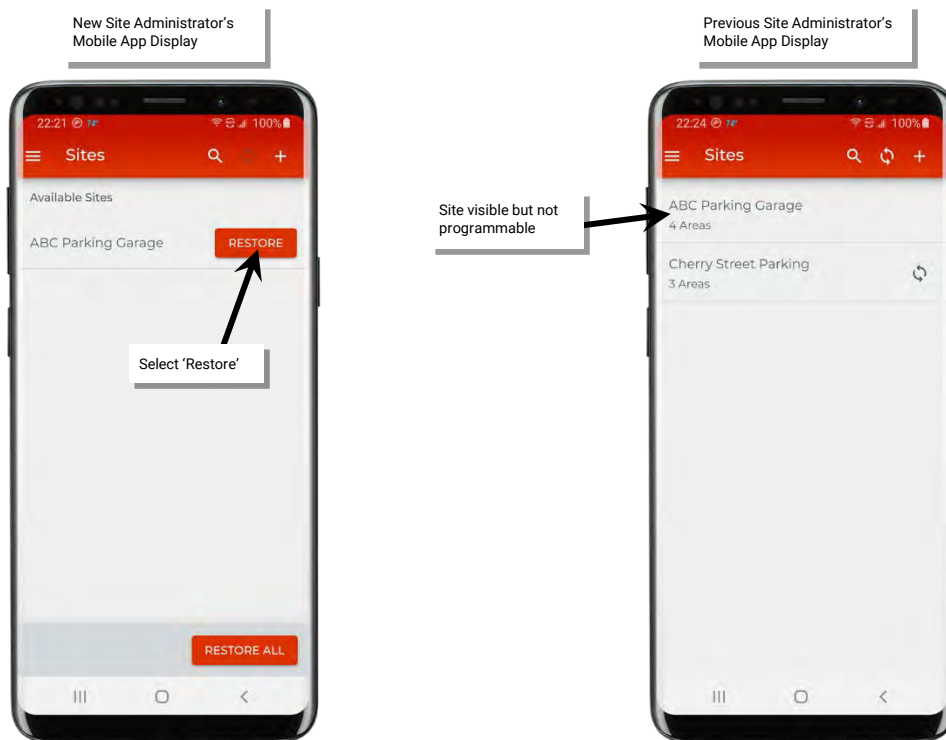 New Site Administrator's
Mobile App Display
22:21 74° 100%
Sites
Available Sites
ABC Parking Garage
RESTORE
Select 'Restore'
RESTORE ALL
Previous Site Administrator's
Mobile App Display
22:24 74° 100%
Sites
Site visible but not
programmable
ABC Parking Garage
4 Areas
Cherry Street Parking
3 Areas